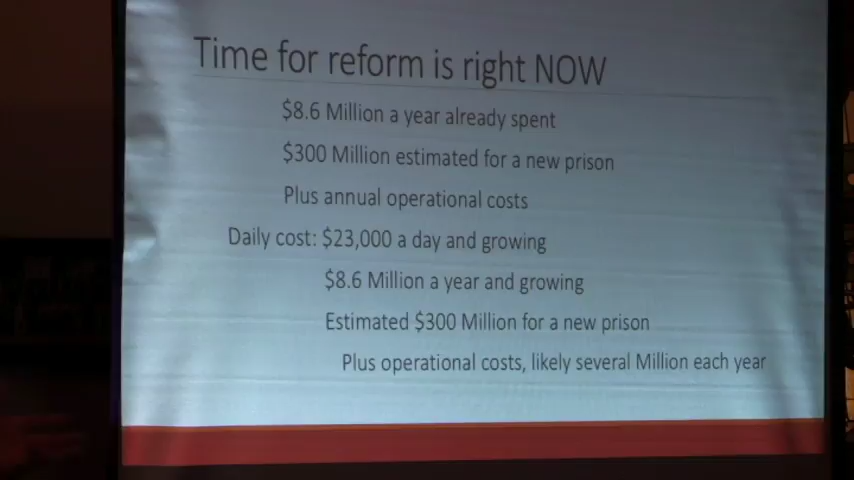 Time for reform is right NOW
$8.6 Million a year already spent
$300 Million estimated for a new prison
Plus annual operational costs
Daily cost: $23,000 a day and growing
$8.6 Million a year and growing
Estimated $300 Million for a new prison
Plus operational costs, likely several Million each year